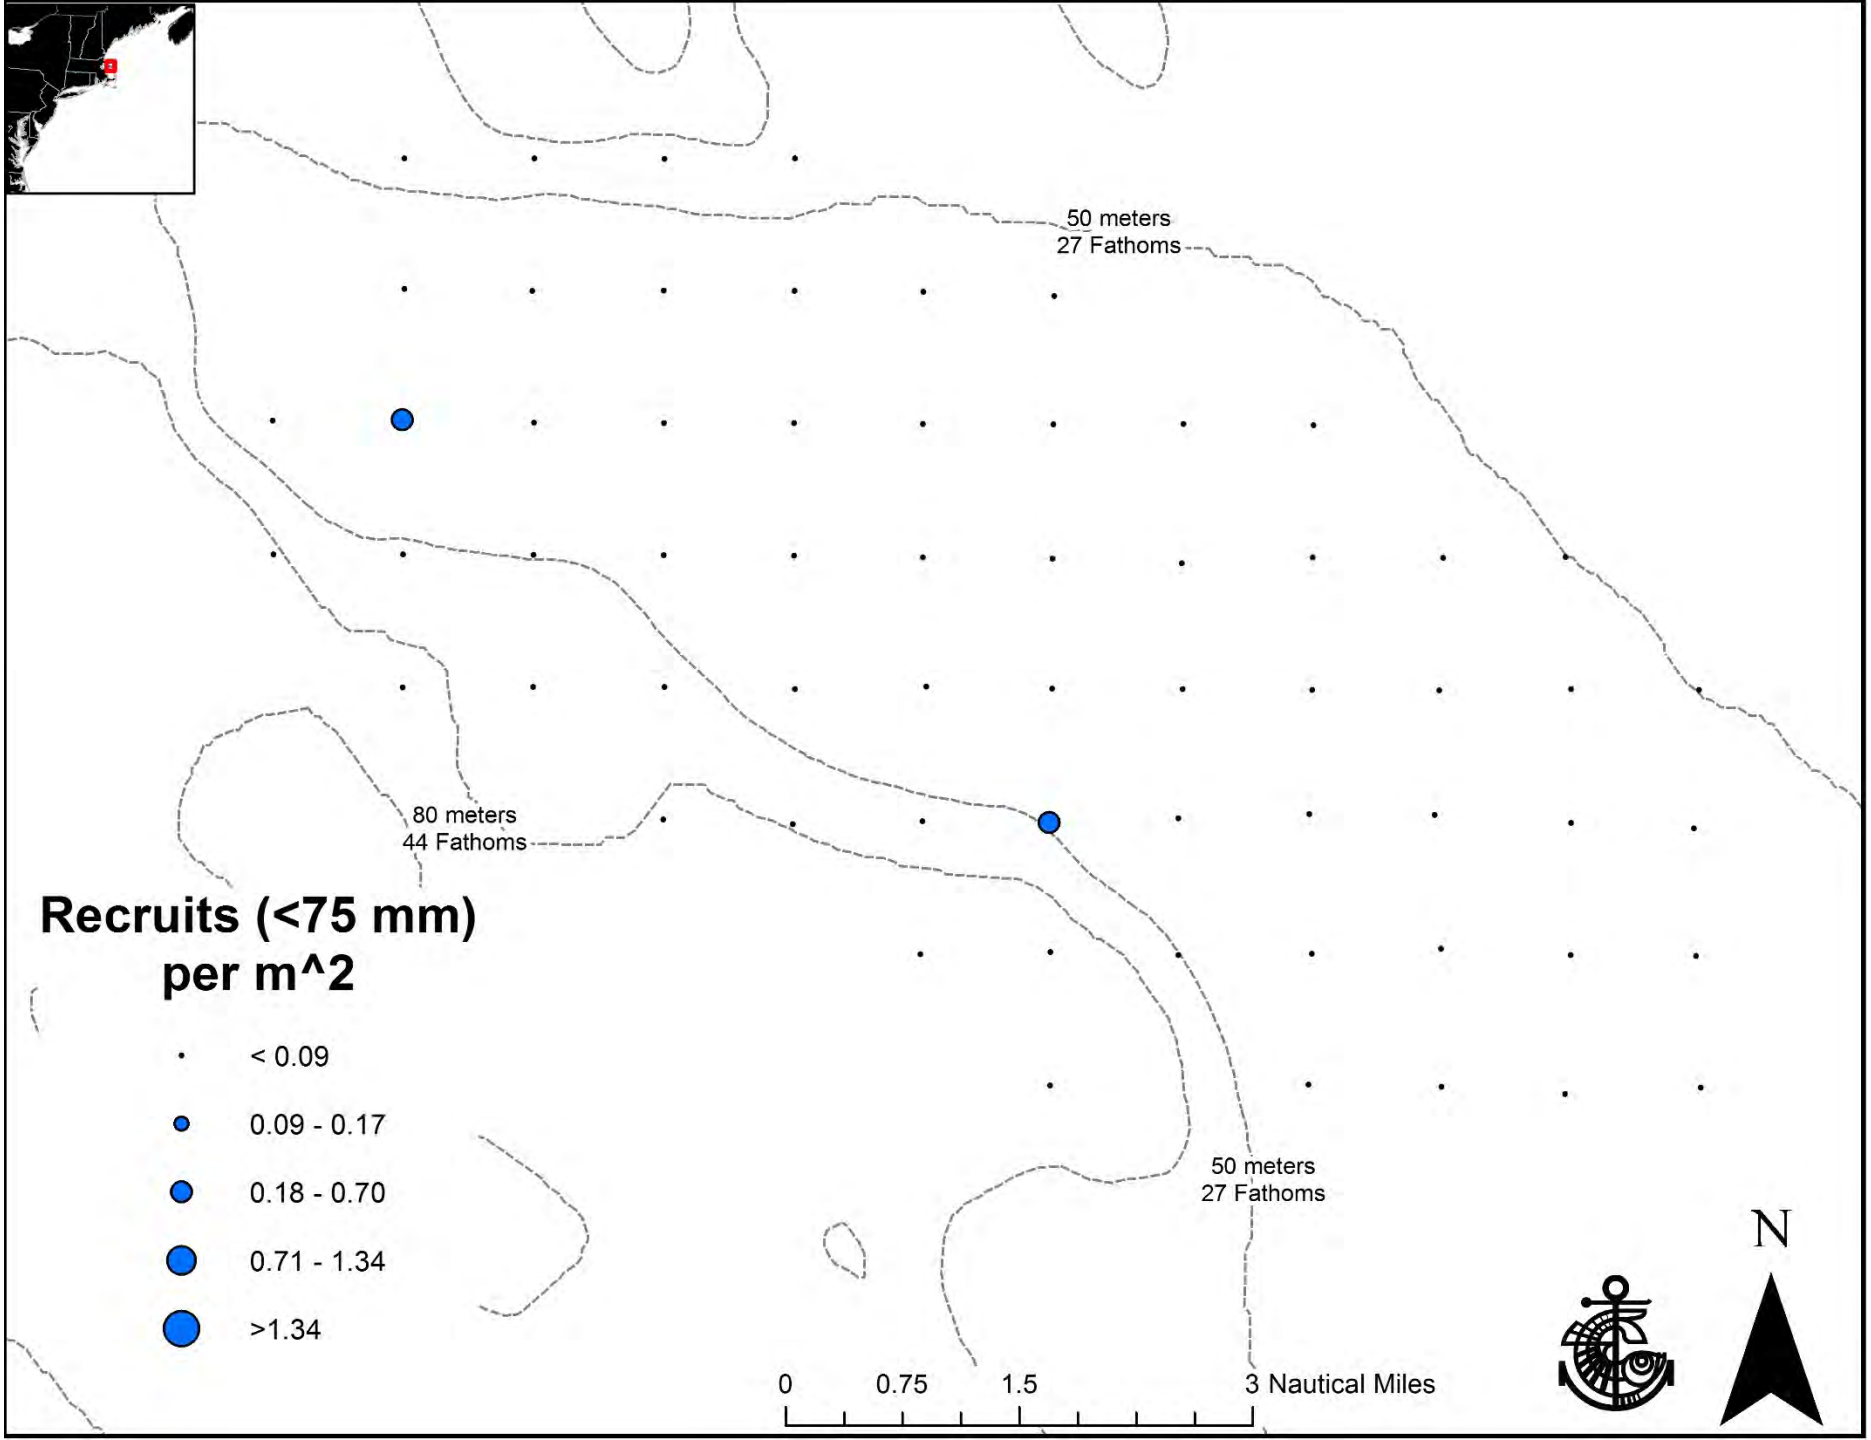 50 meters
27 Fathoms
80 meters
44 Fathoms
Recruits (<75 mm)
per m^2
< 0.09
0.09 - 0.17
0.18 - 0.70
0.71 - 1.34
>1.34
50 meters
27 Fathoms
N
0 0.75 1.5 3 Nautical Miles